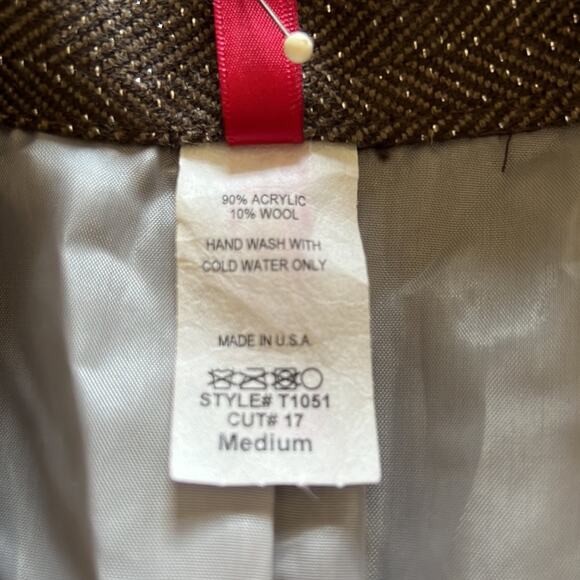 90% ACRYLIC
10% WOOL
HAND WASH WITH
COLD WATER ONLY
MADE IN U.S.A.
STYLE# T1051
CUT# 17
Medium